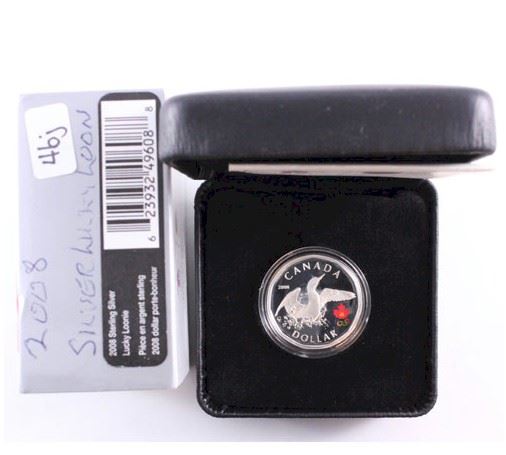 46j
2008
SILVER LUCKY LOON
6 23932 49608 8
2008 Sterling Silver
Lucky Loonie
Pièce en argent sterling
2008 dollar porte-bonheur
CANADA
2008
DOLLAR